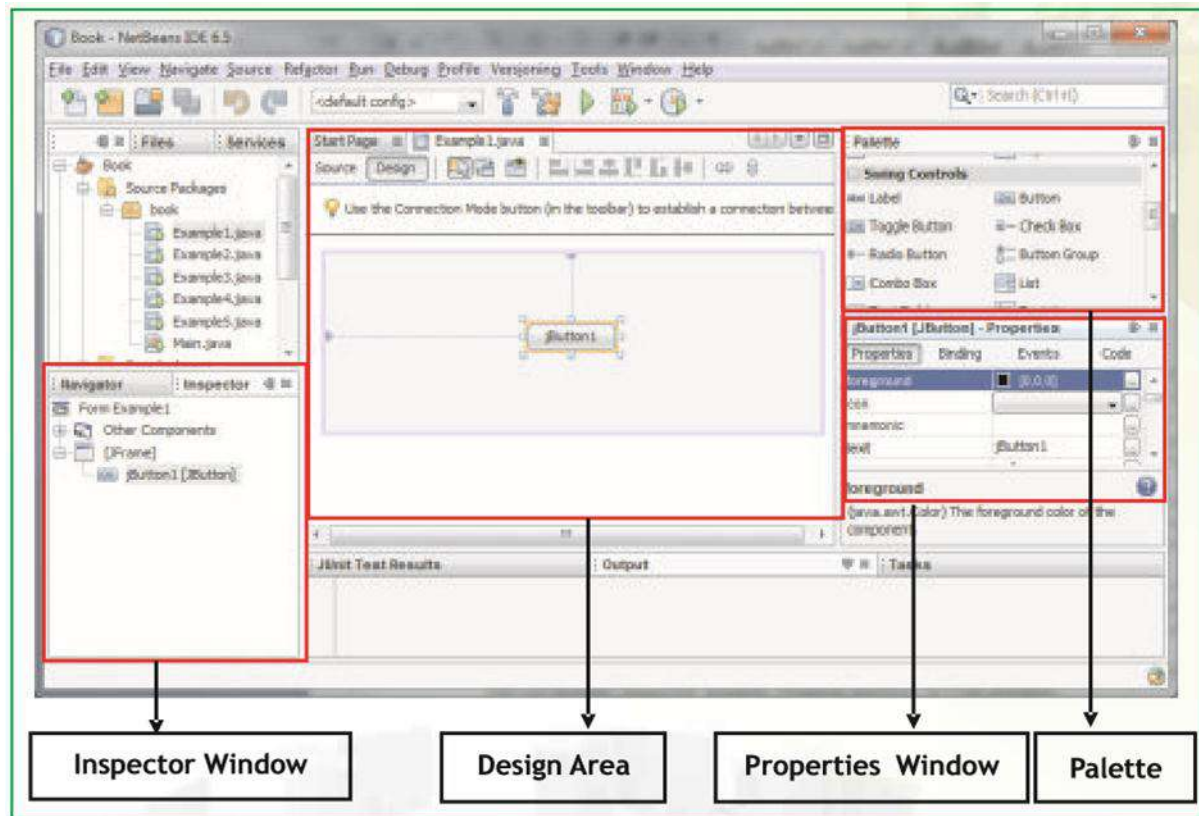 Book - NetBeans IDE 6.5
File Edit View Navigate Source Refactor Run Debug Profile Versioning Tools Window Help
<default config> Search (Ctrl+I)
Files Services
Book
Source Packages
book
Example1.java
Example2.java
Example3.java
Example4.java
Example5.java
Main.java
Start Page Example1.java
Source Design
Use the Connection Mode button (in the toolbar) to establish a connection between
jButton1
Palette
Swing Controls
Label Button
Toggle Button Check Box
Radio Button Button Group
Combo Box List
jButton1 [JButton] - Properties
Properties Binding Events Code
foreground [0,0,0]
icon
mnemonic
text jButton1
foreground
(java.awt.Color) The foreground color of the
component.
Navigator Inspector
Form Example1
Other Components
[JFrame]
jButton1 [JButton]
JUnit Test Results Output Tasks
Inspector Window
Design Area
Properties Window
Palette